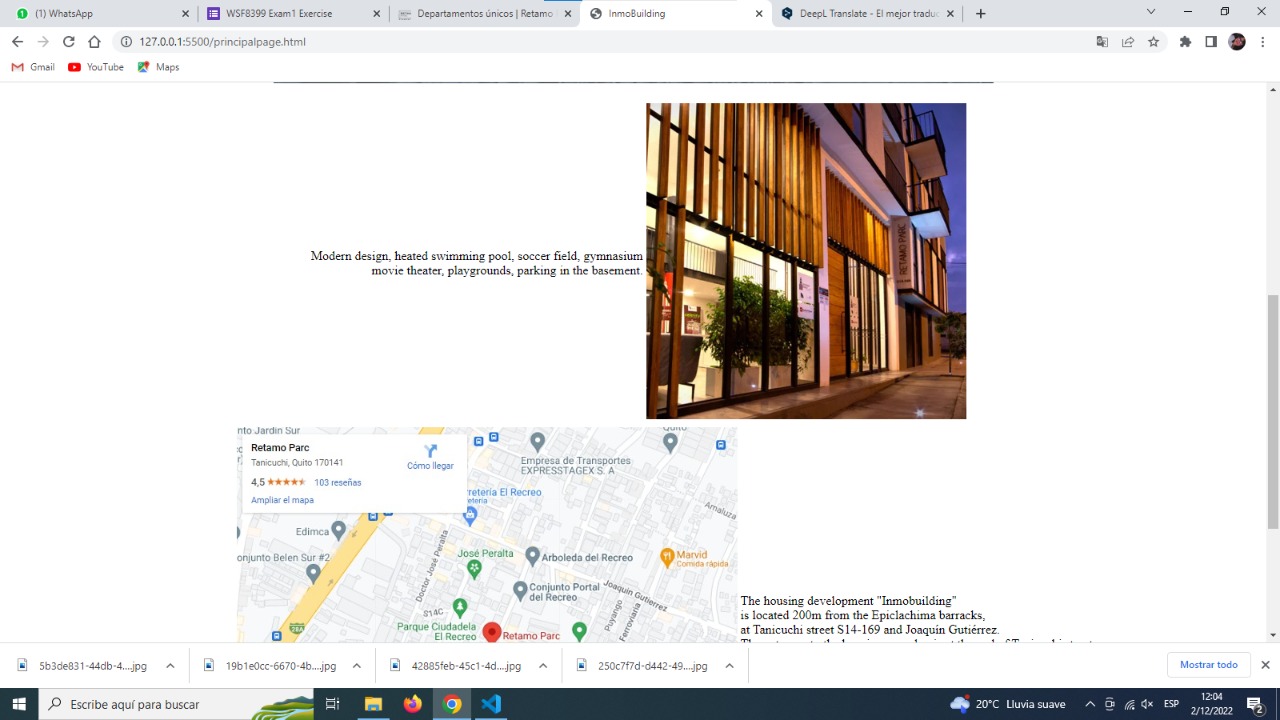 (1) WhatsApp
WSF8399 Exam1 Exercise
Departamentos únicos | Retamo
InmoBuilding
DeepL Translate - El mejor traduc
127.0.0.1:5500/principalpage.html
Gmail
YouTube
Maps
RETAMO PARC
Modern design, heated swimming pool, soccer field, gymnasium
movie theater, playgrounds, parking in the basement.
nto Jardin Sur
Quito
Retamo Parc
Tanicuchi, Quito 170141
Cómo llegar
4,5
103 reseñas
Ampliar el mapa
Empresa de Transportes
EXPRESSTAGEX S. A
rretería El Recreo
etería
Amaluza
Edimca
onjunto Belen Sur #2
José Peralta
Arboleda del Recreo
Marvid
Comida rápida
Doctor José Peralta
Conjunto Portal
del Recreo
Joaquin Gutierrez
Puyango
Ferroviaria
S14C
Parque Ciudadela
El Recreo
Retamo Parc
The housing development "Inmobuilding"
is located 200m from the Epiclachima barracks,
at Tanicuchi street S14-169 and Joaquín Gutiérrez.
5b3de831-44db-4....jpg
19b1e0cc-6670-4b....jpg
42885feb-45c1-4d....jpg
250c7f7d-d442-49....jpg
Mostrar todo
Escribe aquí para buscar
20°C Lluvia suave
ESP
12:04
2/12/2022
2